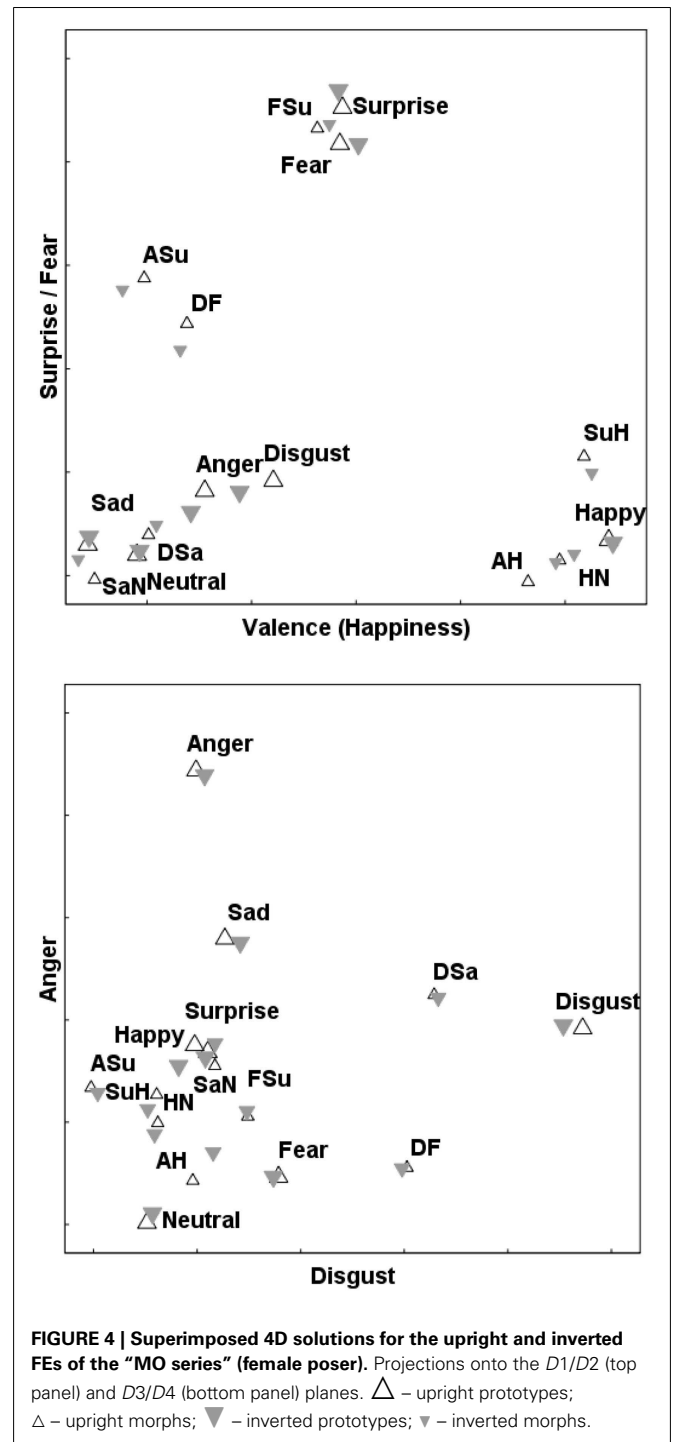 FSu
Surprise
Fear
ASu
DF
Surprise / Fear
SuH
Anger
Disgust
Sad
Happy
DSa
AH
HN
SaN
Neutral
Valence (Happiness)
Anger
Sad
DSa
Disgust
Anger
Surprise
Happy
ASu
SuH
HN
SaN
FSu
AH
Fear
DF
Neutral
Disgust
FIGURE 4 | Superimposed 4D solutions for the upright and inverted
FEs of the “MO series” (female poser). Projections onto the D1/D2 (top
panel) and D3/D4 (bottom panel) planes. △ – upright prototypes;
△ – upright morphs; ▼ – inverted prototypes; ▼ – inverted morphs.